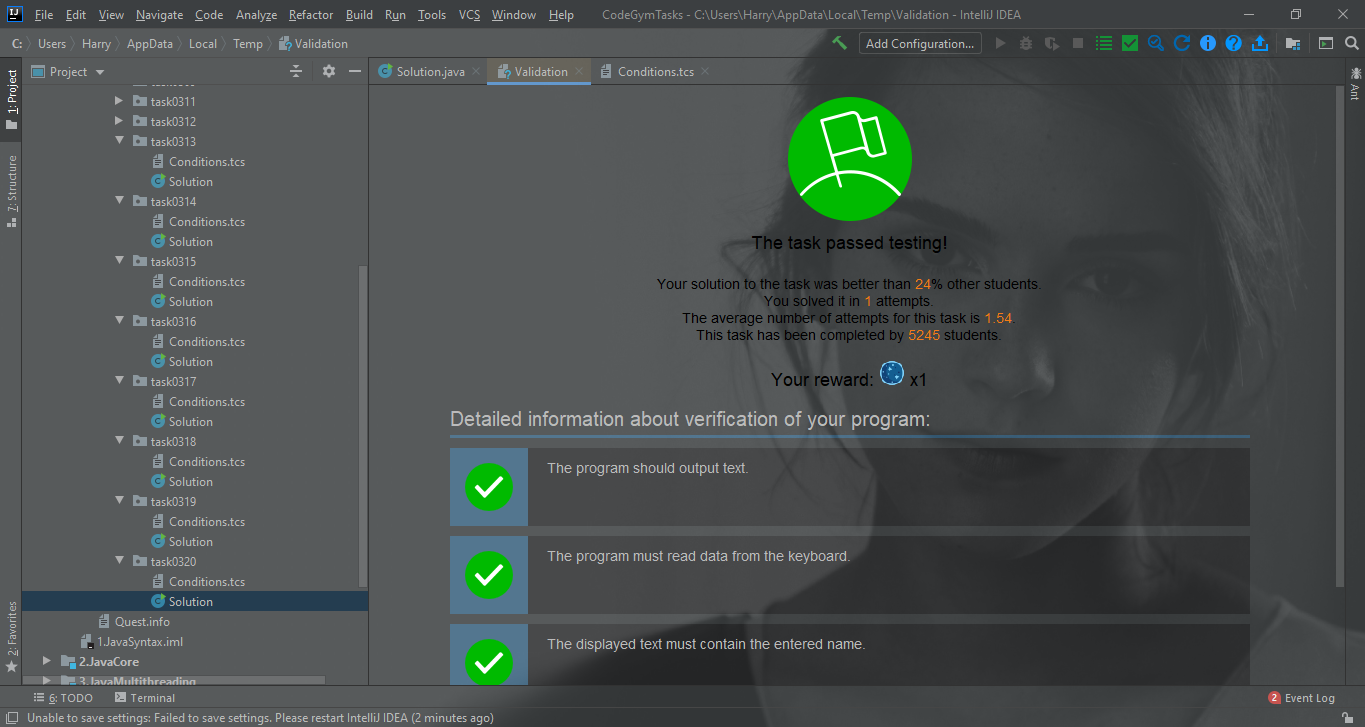 IJ File Edit View Navigate Code Analyze Refactor Build Run Tools VCS Window Help CodeGymTasks - C:\Users\Harry\AppData\Local\Temp\Validation - IntelliJ IDEA
C: Users Harry AppData Local Temp Validation Add Configuration...
Project Solution.java Validation Conditions.tcs
1: Project
7: Structure
2: Favorites
Ant
task0311
task0312
task0313
Conditions.tcs
Solution
task0314
Conditions.tcs
Solution
task0315
Conditions.tcs
Solution
task0316
Conditions.tcs
Solution
task0317
Conditions.tcs
Solution
task0318
Conditions.tcs
Solution
task0319
Conditions.tcs
Solution
task0320
Conditions.tcs
Solution
Quest.info
1.JavaSyntax.iml
2.JavaCore
3.JavaMultithreading
The task passed testing!
Your solution to the task was better than 24% other students.
You solved it in 1 attempts.
The average number of attempts for this task is 1.54.
This task has been completed by 5245 students.
Your reward: x1
Detailed information about verification of your program:
The program should output text.
The program must read data from the keyboard.
The displayed text must contain the entered name.
6: TODO Terminal 2 Event Log
Unable to save settings: Failed to save settings. Please restart IntelliJ IDEA (2 minutes ago)